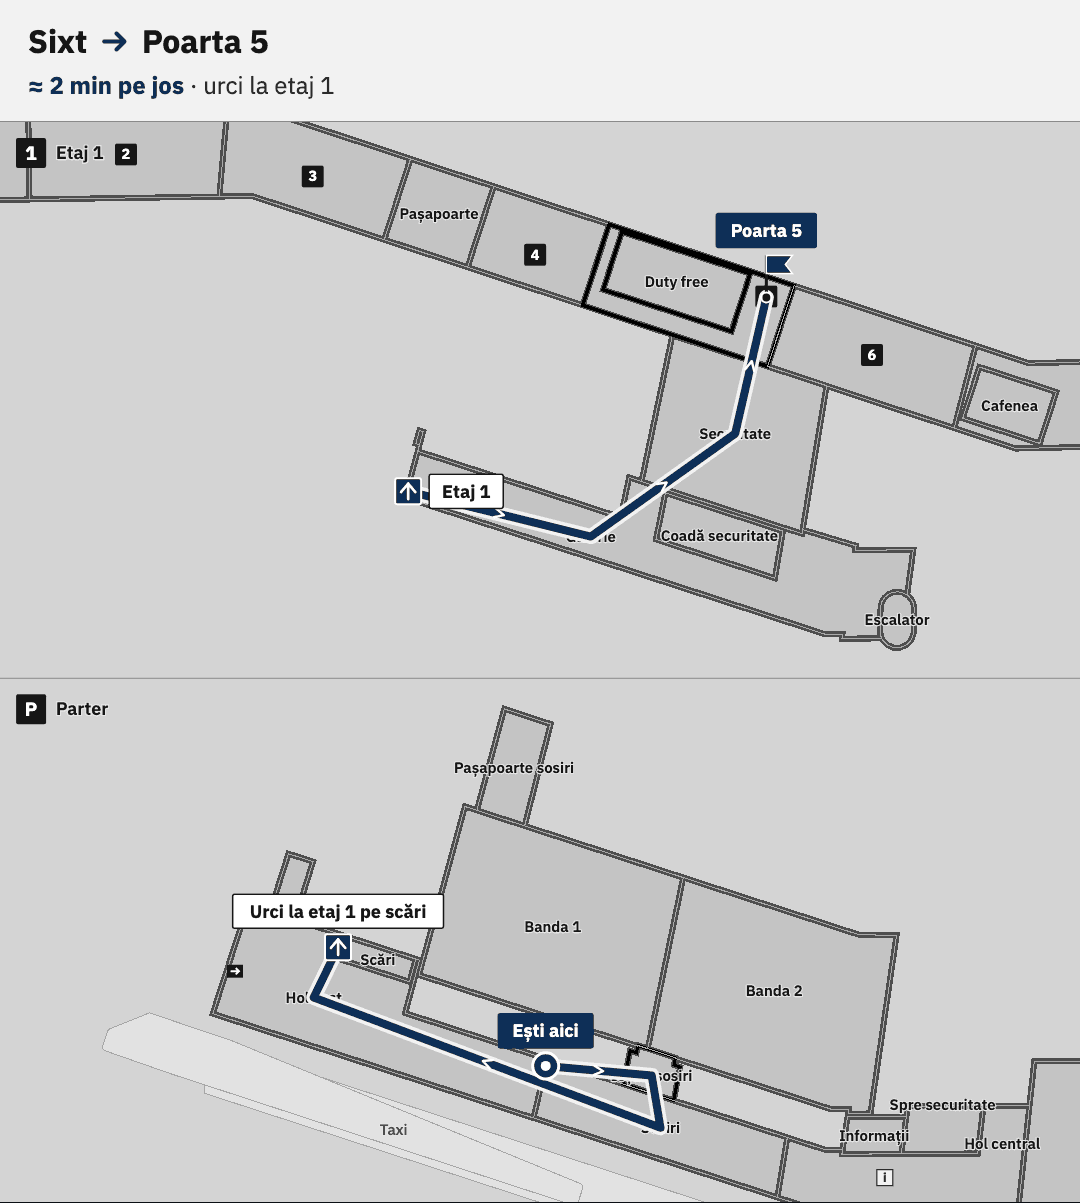 Sixt → Poarta 5
≈ 2 min pe jos · urci la etaj 1
1 Etaj 1 2
3
Pașapoarte
4
Poarta 5
Duty free
6
Cafenea
Securitate
Etaj 1
Coadă securitate
Escalator
P Parter
Pașapoarte sosiri
Urci la etaj 1 pe scări
Banda 1
Scări
Banda 2
Ești aici
sosiri
Spre securitate
Taxi
Informații
Hol central
i